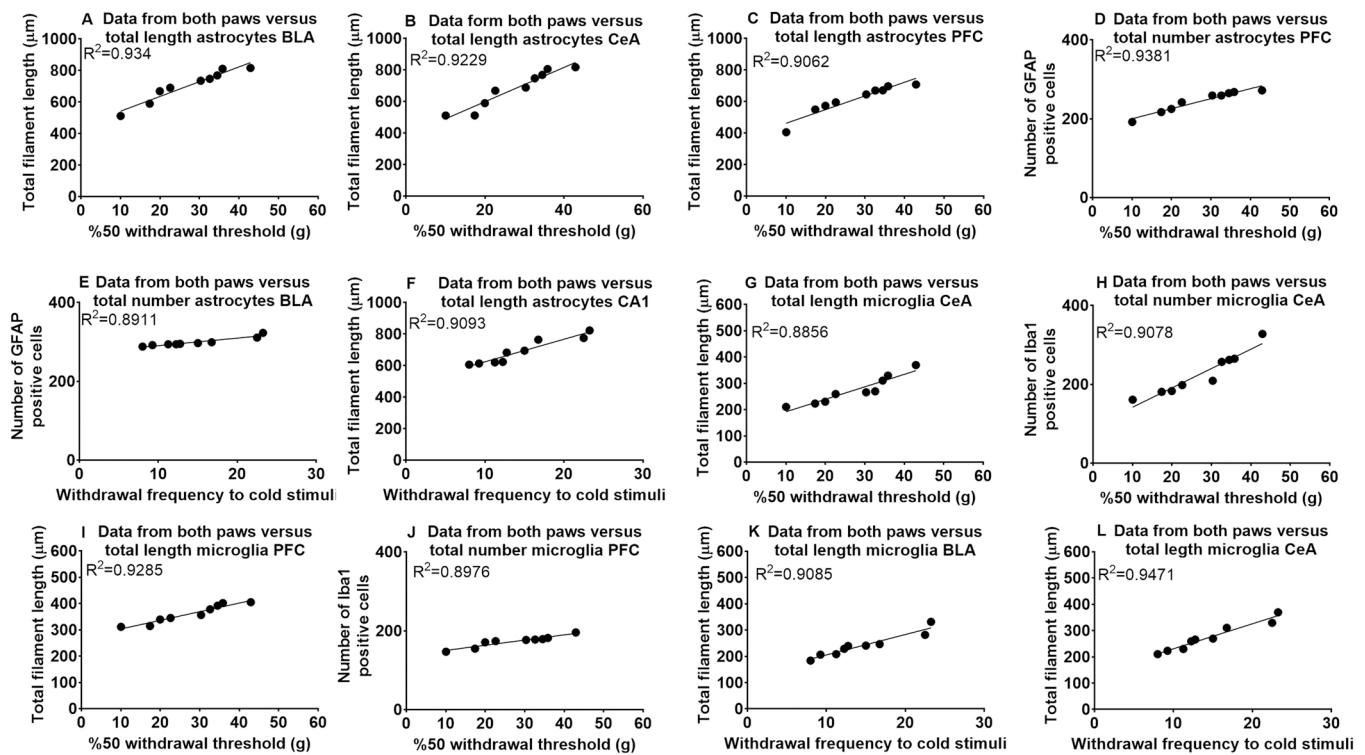 A Data from both paws versus
total length astrocytes BLA
R²=0.934
Total filament length (μm)
1000
800
600
400
200
0
0 10 20 30 40 50 60
%50 withdrawal threshold (g)
B Data form both paws versus
total length astrocytes CeA
R²=0.9229
Total filament length (μm)
1000
800
600
400
200
0
0 20 40 60
%50 withdrawal threshold (g)
C Data from both paws versus
total length astrocytes PFC
R²=0.9062
Total filament length (μm)
1000
800
600
400
200
0
0 10 20 30 40 50 60
%50 withdrawal threshold (g)
D Data from both paws versus
total number astrocytes PFC
R²=0.9381
Number of GFAP
positive cells
400
200
0
0 10 20 30 40 50 60
%50 withdrawal threshold (g)
E Data from both paws versus
total number astrocytes BLA
R²=0.8911
Number of GFAP
positive cells
400
200
0
0 10 20 30
Withdrawal frequency to cold stimuli
F Data from both paws versus
total length astrocytes CA1
R²=0.9093
Total filament length (μm)
1000
800
600
400
200
0
0 10 20 30
Withdrawal frequency to cold stimuli
G Data from both paws versus
total length microglia CeA
R²=0.8856
Total filament length (μm)
600
500
400
300
200
100
0
0 10 20 30 40 50 60
%50 withdrawal threshold (g)
H Data from both paws versus
total number microglia CeA
R²=0.9078
Number of Iba1
positive cells
400
200
0
0 10 20 30 40 50 60
%50 withdrawal threshold (g)
I Data from both paws versus
total length microglia PFC
R²=0.9285
Total filament length (μm)
600
500
400
300
200
100
0
0 10 20 30 40 50 60
%50 withdrawal threshold (g)
J Data from both paws versus
total number microglia PFC
R²=0.8976
Number of Iba1
positive cells
400
200
0
0 10 20 30 40 50 60
%50 withdrawal threshold (g)
K Data from both paws versus
total length microglia BLA
R²=0.9085
Total filament length (μm)
600
500
400
300
200
100
0
0 10 20 30
Withdrawal frequency to cold stimuli
L Data from both paws versus
total legth microglia CeA
R²=0.9471
Total filament length (μm)
600
500
400
300
200
100
0
0 10 20 30
Withdrawal frequency to cold stimuli